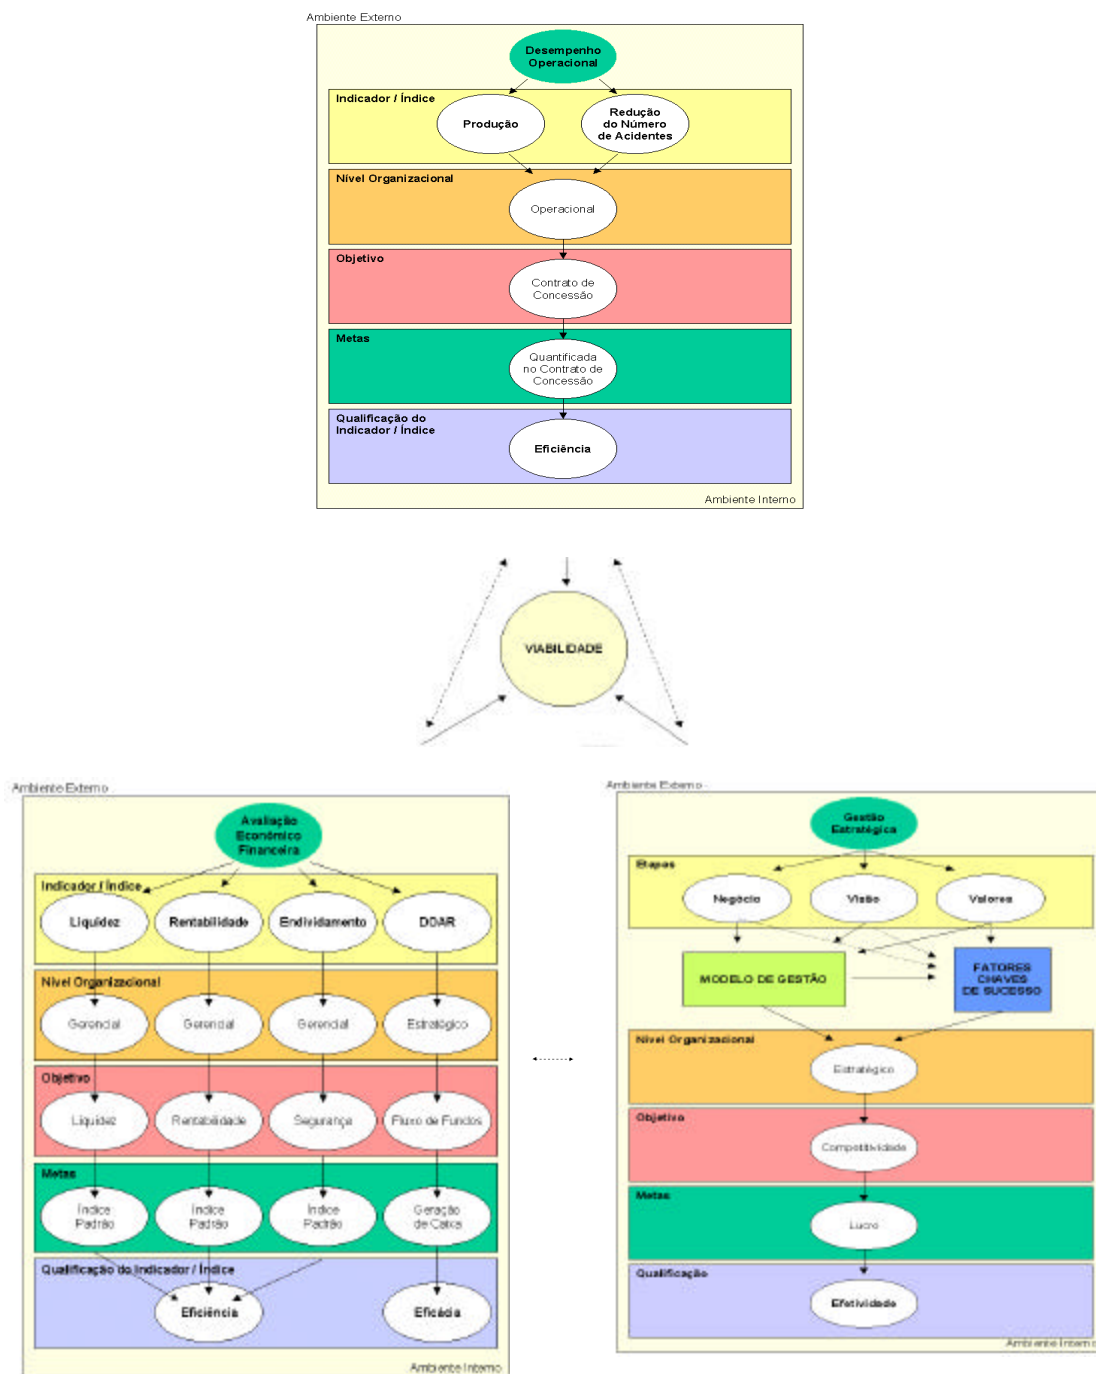 Ambiente Externo
Desempenho
Operacional
Indicador / Índice
Produção
Redução
do Número
de Acidentes
Nível Organizacional
Operacional
Objetivo
Contrato de
Concessão
Metas
Quantificada
no Contrato de
Concessão
Qualificação do
Indicador / Índice
Eficiência
Ambiente Interno
VIABILIDADE
Ambiente Externo
Avaliação
Econômico
Financeira
Indicador / Índice
Liquidez
Rentabilidade
Endividamento
DOAR
Nível Organizacional
Gerencial
Gerencial
Gerencial
Estratégico
Objetivo
Liquidez
Rentabilidade
Segurança
Fluxo de Fundos
Metas
Índice
Padrão
Índice
Padrão
Índice
Padrão
Geração
de Caixa
Qualificação do Indicador / Índice
Eficiência
Eficácia
Ambiente Interno
Ambiente Externo
Gestão
Estratégica
Etapas
Negócio
Visão
Valores
MODELO DE GESTÃO
FATORES
CHAVES
DE SUCESSO
Nível Organizacional
Estratégico
Objetivo
Competitividade
Metas
Lucro
Qualificação
Efetividade
Ambiente Interno